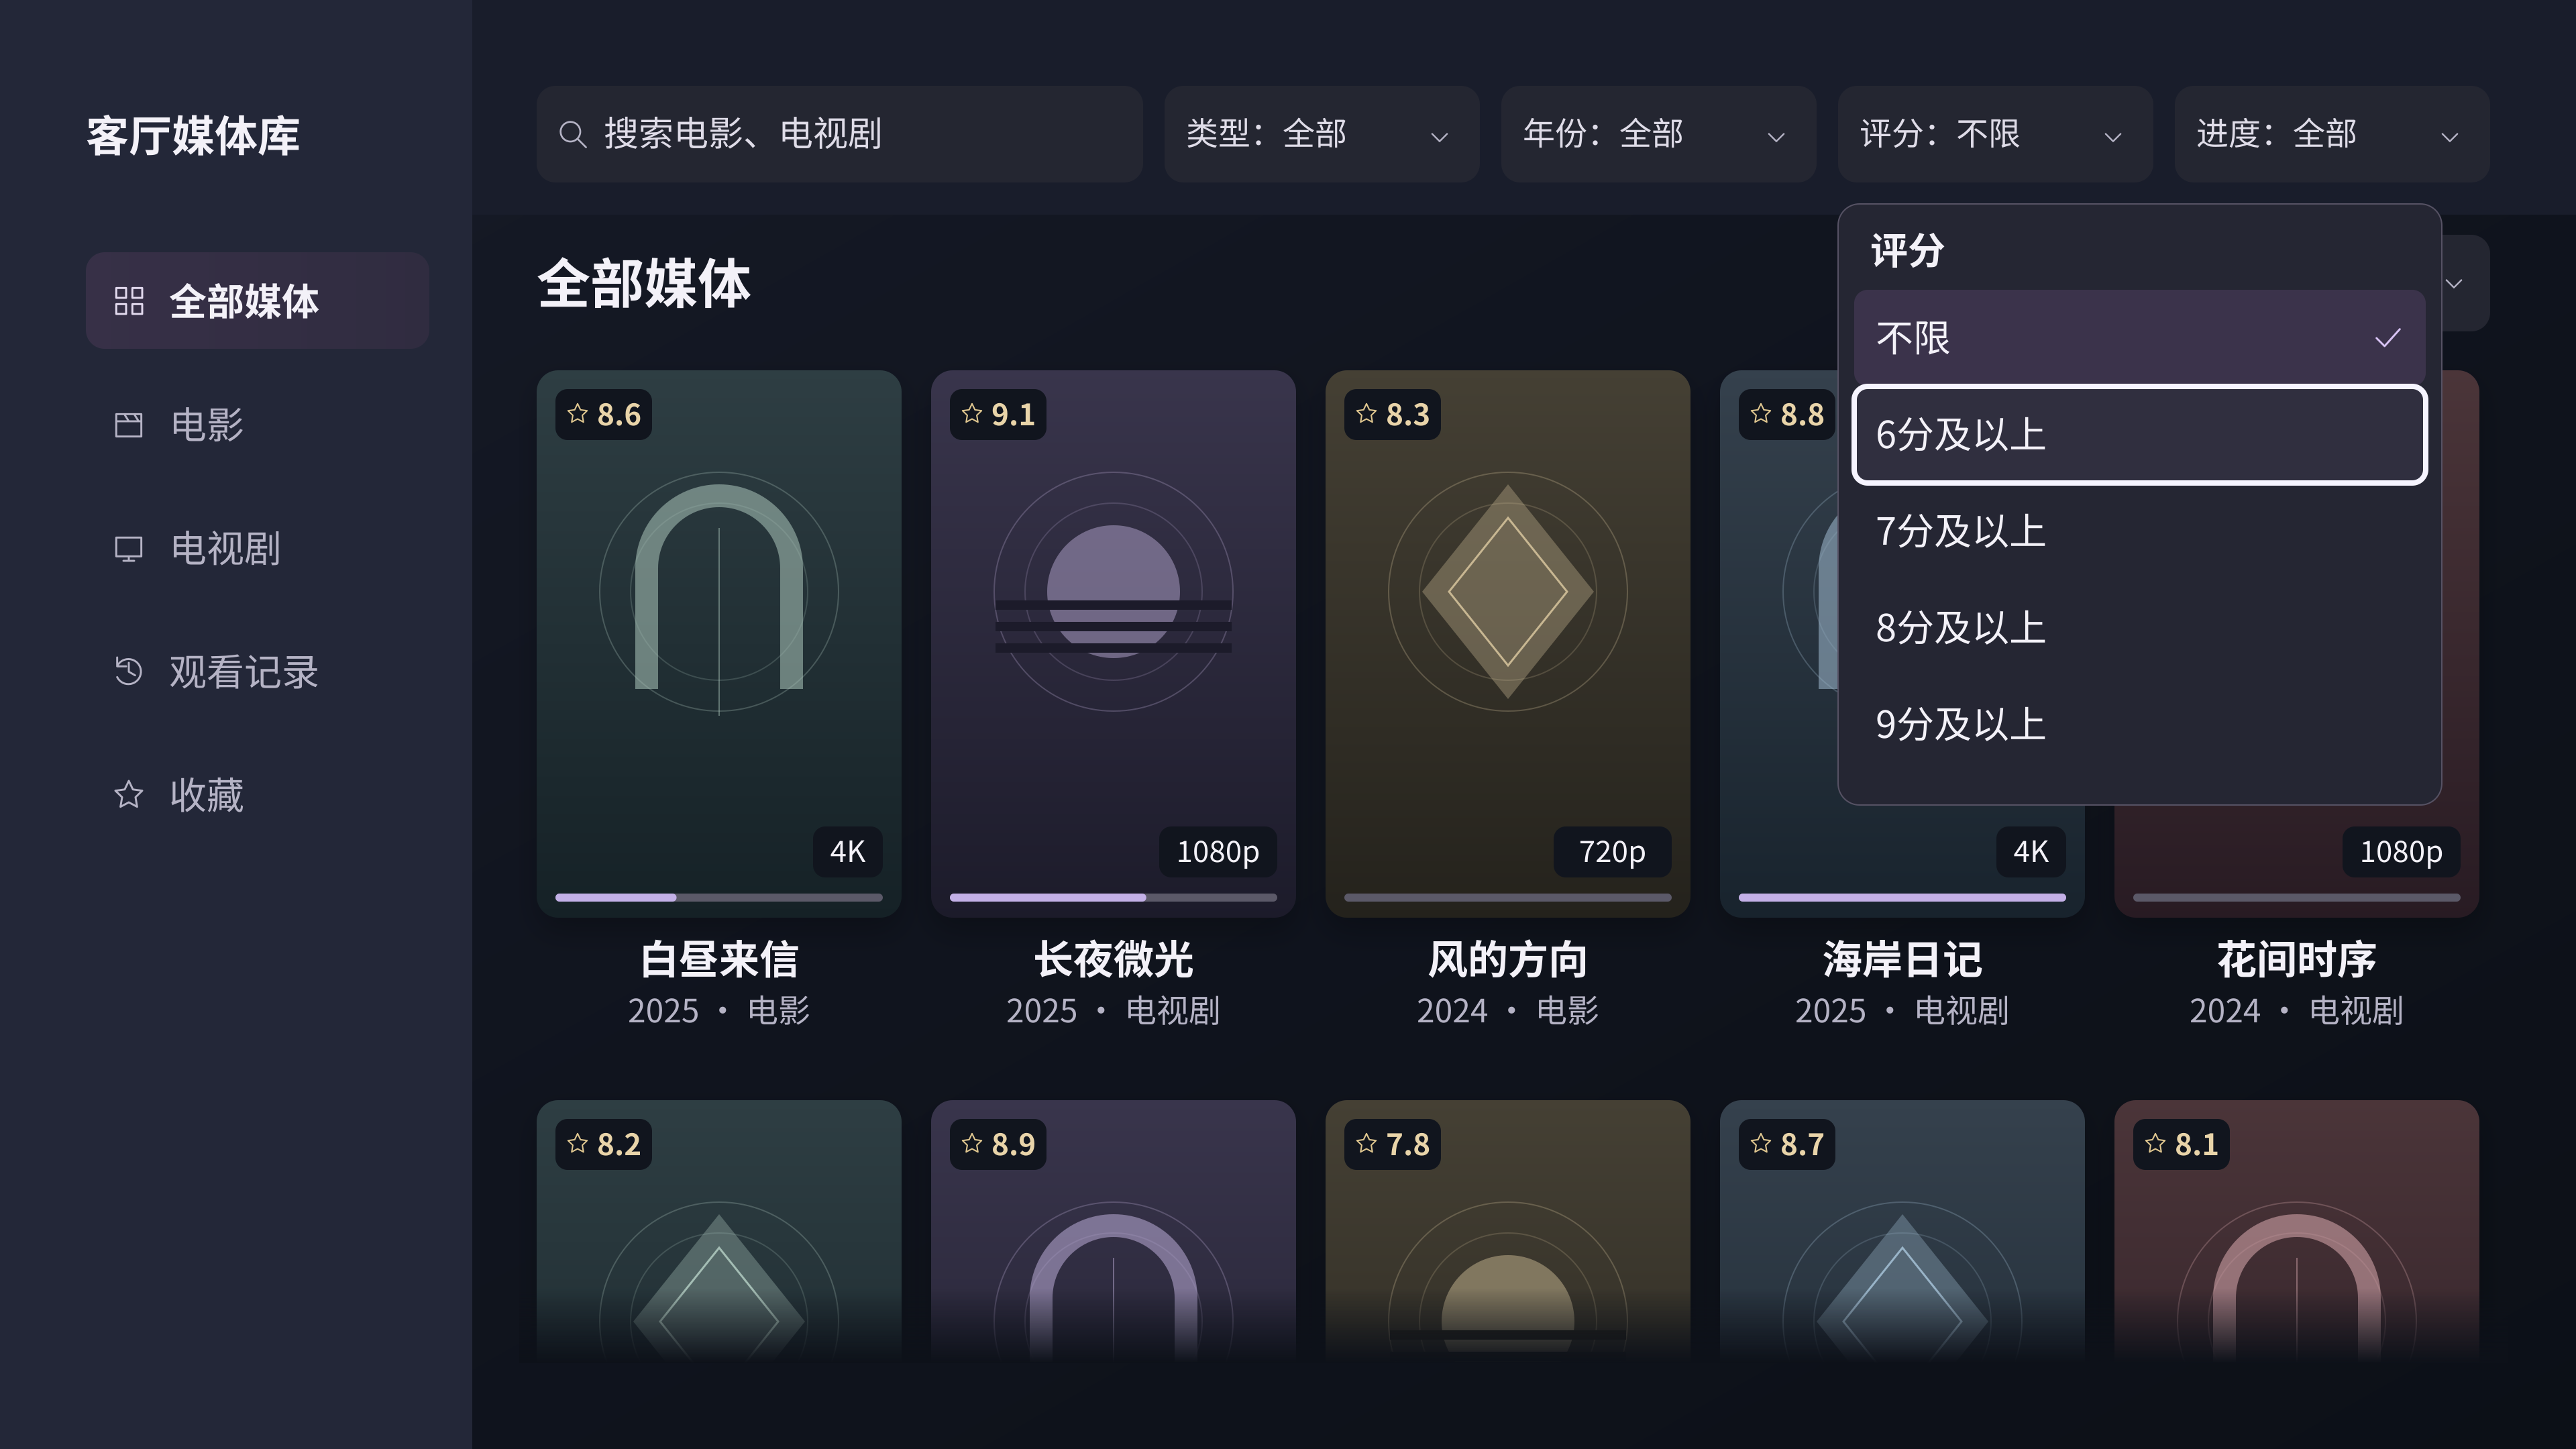 客厅媒体库
全部媒体
电影
电视剧
观看记录
收藏
搜索电影、电视剧
类型：全部
年份：全部
评分：不限
进度：全部
全部媒体
评分
不限
6分及以上
7分及以上
8分及以上
9分及以上
8.6
9.1
8.3
8.8
4K
1080p
720p
4K
1080p
白昼来信
长夜微光
风的方向
海岸日记
花间时序
2025 · 电影
2025 · 电视剧
2024 · 电影
2025 · 电视剧
2024 · 电视剧
8.2
8.9
7.8
8.7
8.1